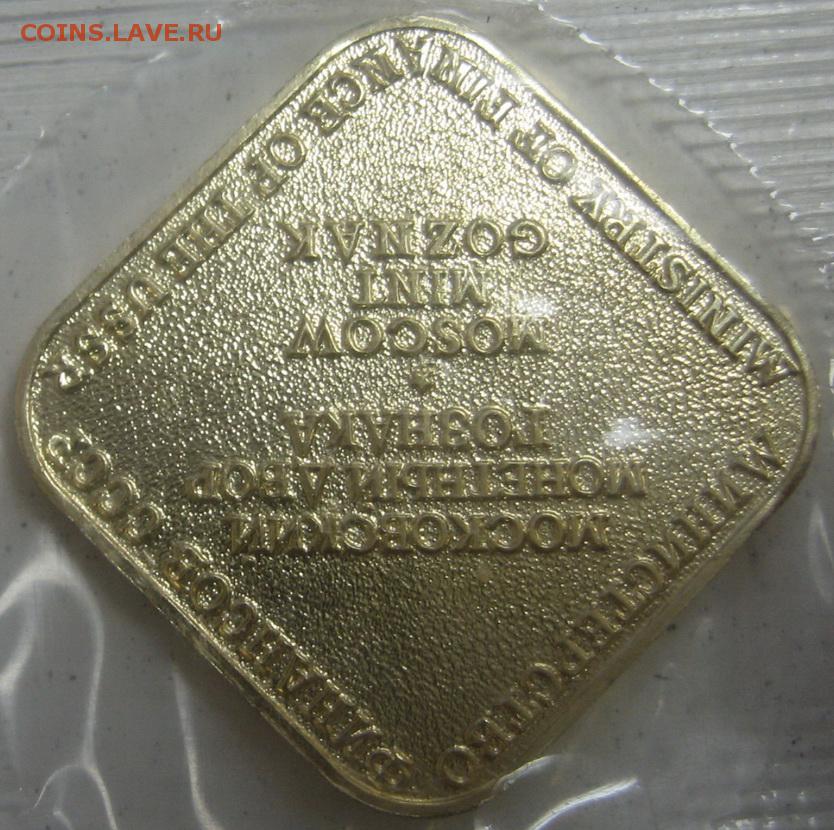 COINS.LAVE.RU
МИНИСТЕРСТВО
ФИНАНСОВ СССР
МОСКОВСКИЙ
МОНЕТНЫЙ ДВОР
ГОЗНАКА
MOSCOW
MINT
GOZNAK
MINISTRY OF FINANCE OF THE USSR